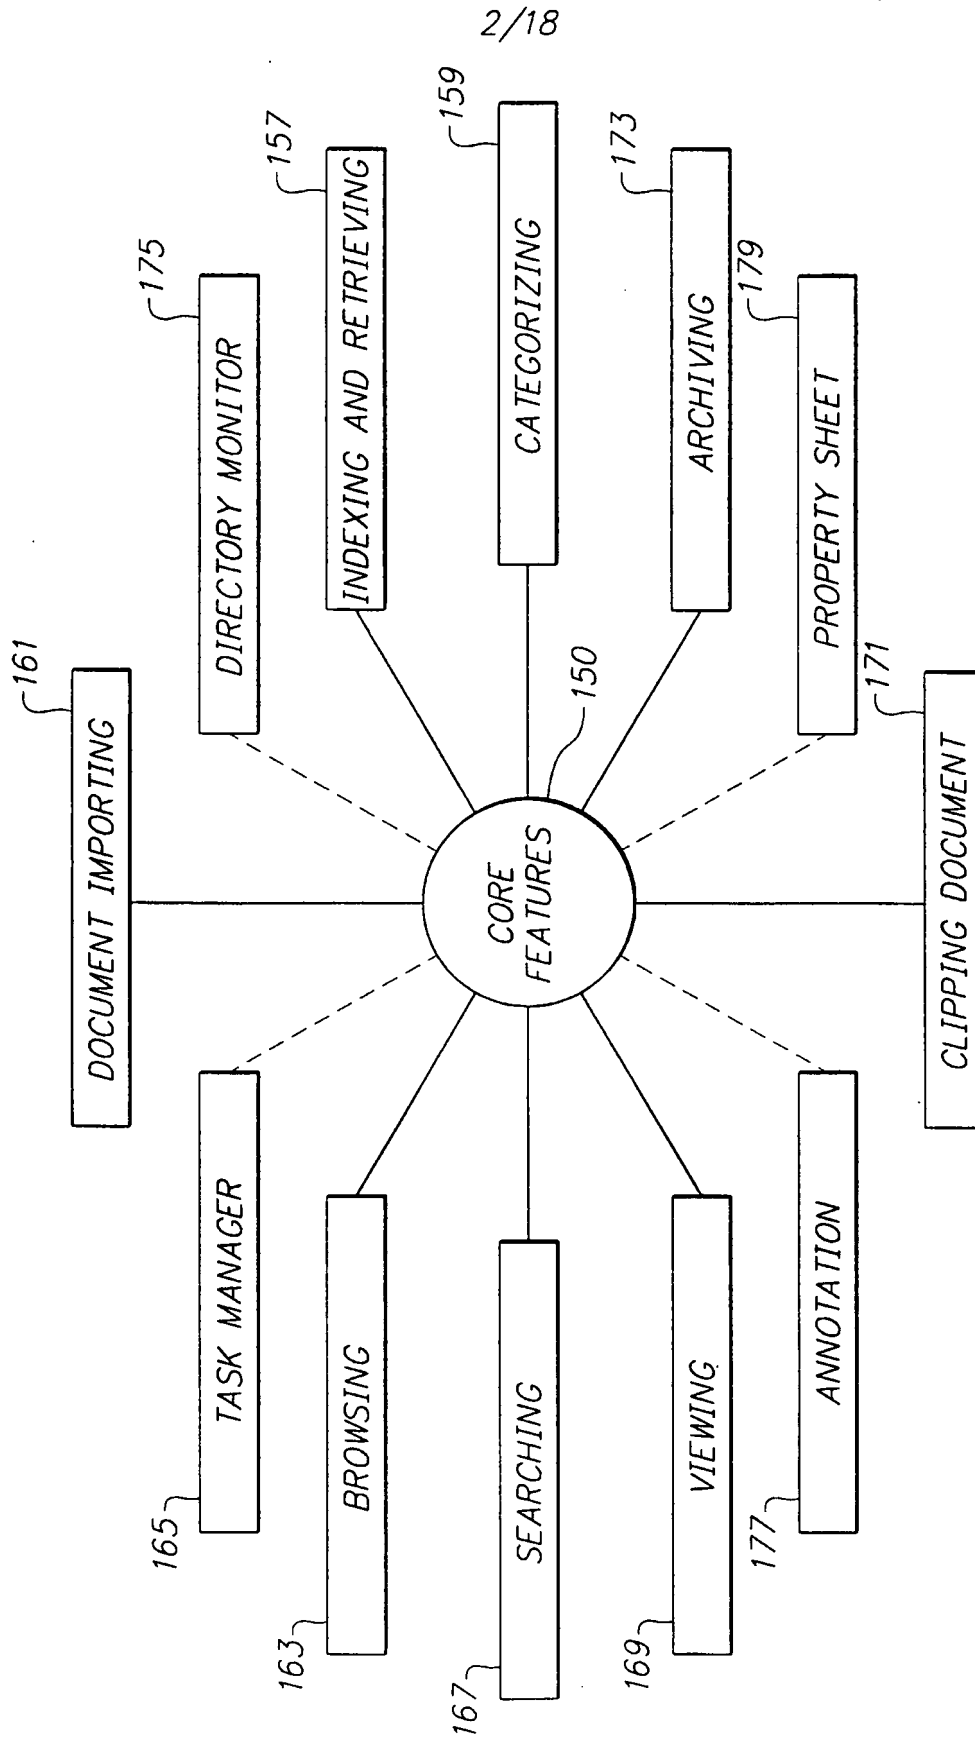 2/18
161
DOCUMENT IMPORTING
165
TASK MANAGER
175
DIRECTORY MONITOR
163
BROWSING
157
INDEXING AND RETRIEVING
167
SEARCHING
CORE
FEATURES
150
159
CATEGORIZING
169
VIEWING
173
ARCHIVING
177
ANNOTATION
179
PROPERTY SHEET
171
CLIPPING DOCUMENT